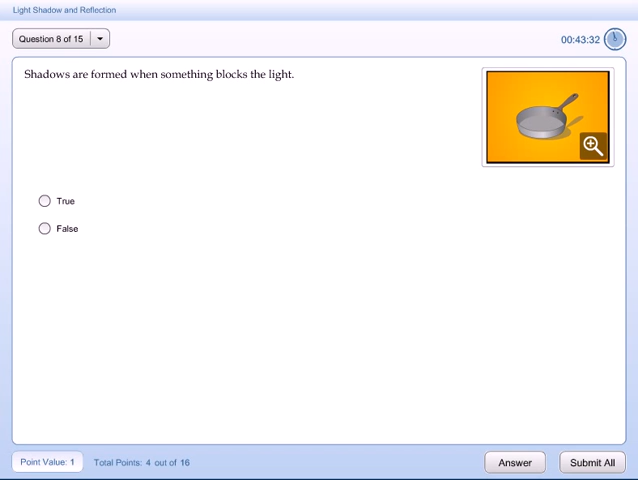 Light Shadow and Reflection
Question 8 of 15
00:43:32
Shadows are formed when something blocks the light.
True
False
Point Value: 1
Total Points: 4 out of 16
Answer
Submit All